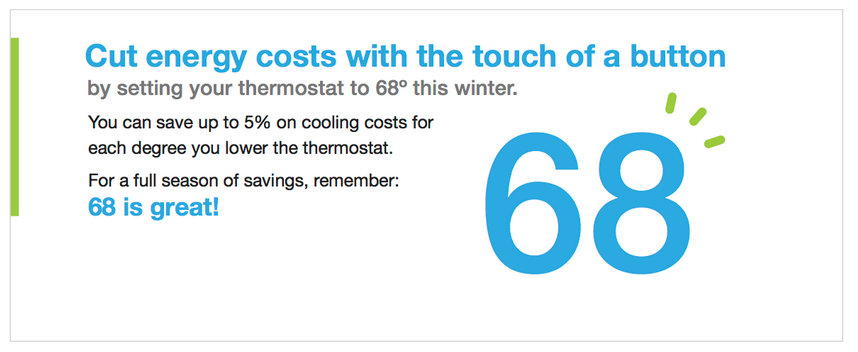 Cut energy costs with the touch of a button
by setting your thermostat to 68º this winter.
You can save up to 5% on cooling costs for
each degree you lower the thermostat.
For a full season of savings, remember:
68 is great!
68